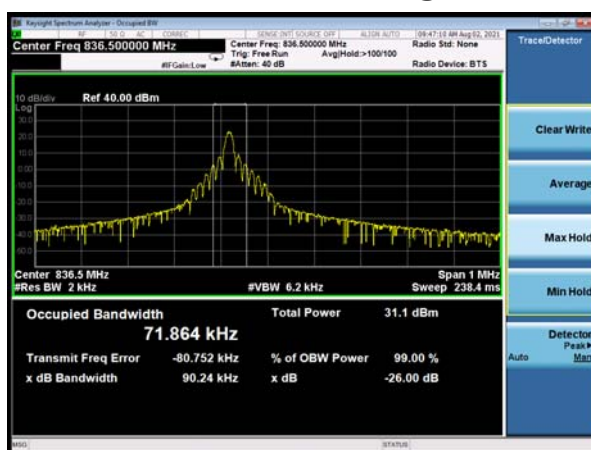 Keysight Spectrum Analyzer - Occupied BW
RF 50 Ω AC CORREC SENSE:INT SOURCE OFF ALIGN AUTO 09:47:18 AM Aug 02, 2021
Center Freq 836.500000 MHz
Center Freq: 836.500000 MHz
Radio Std: None
Trig: Free Run Avg|Hold:>100/100
#IFGain:Low #Atten: 40 dB Radio Device: BTS
Trace/Detector
10 dB/div Ref 40.00 dBm
Log
30.0
20.0
10.0
0.00
-10.0
-20.0
-30.0
-40.0
-50.0
Center 836.5 MHz Span 1 MHz
#Res BW 2 kHz #VBW 6.2 kHz Sweep 238.4 ms
Occupied Bandwidth Total Power 31.1 dBm
71.864 kHz
Transmit Freq Error -80.752 kHz % of OBW Power 99.00 %
x dB Bandwidth 90.24 kHz x dB -26.00 dB
Clear Write
Average
Max Hold
Min Hold
Detector
Peak
Auto Man
MSG STATUS